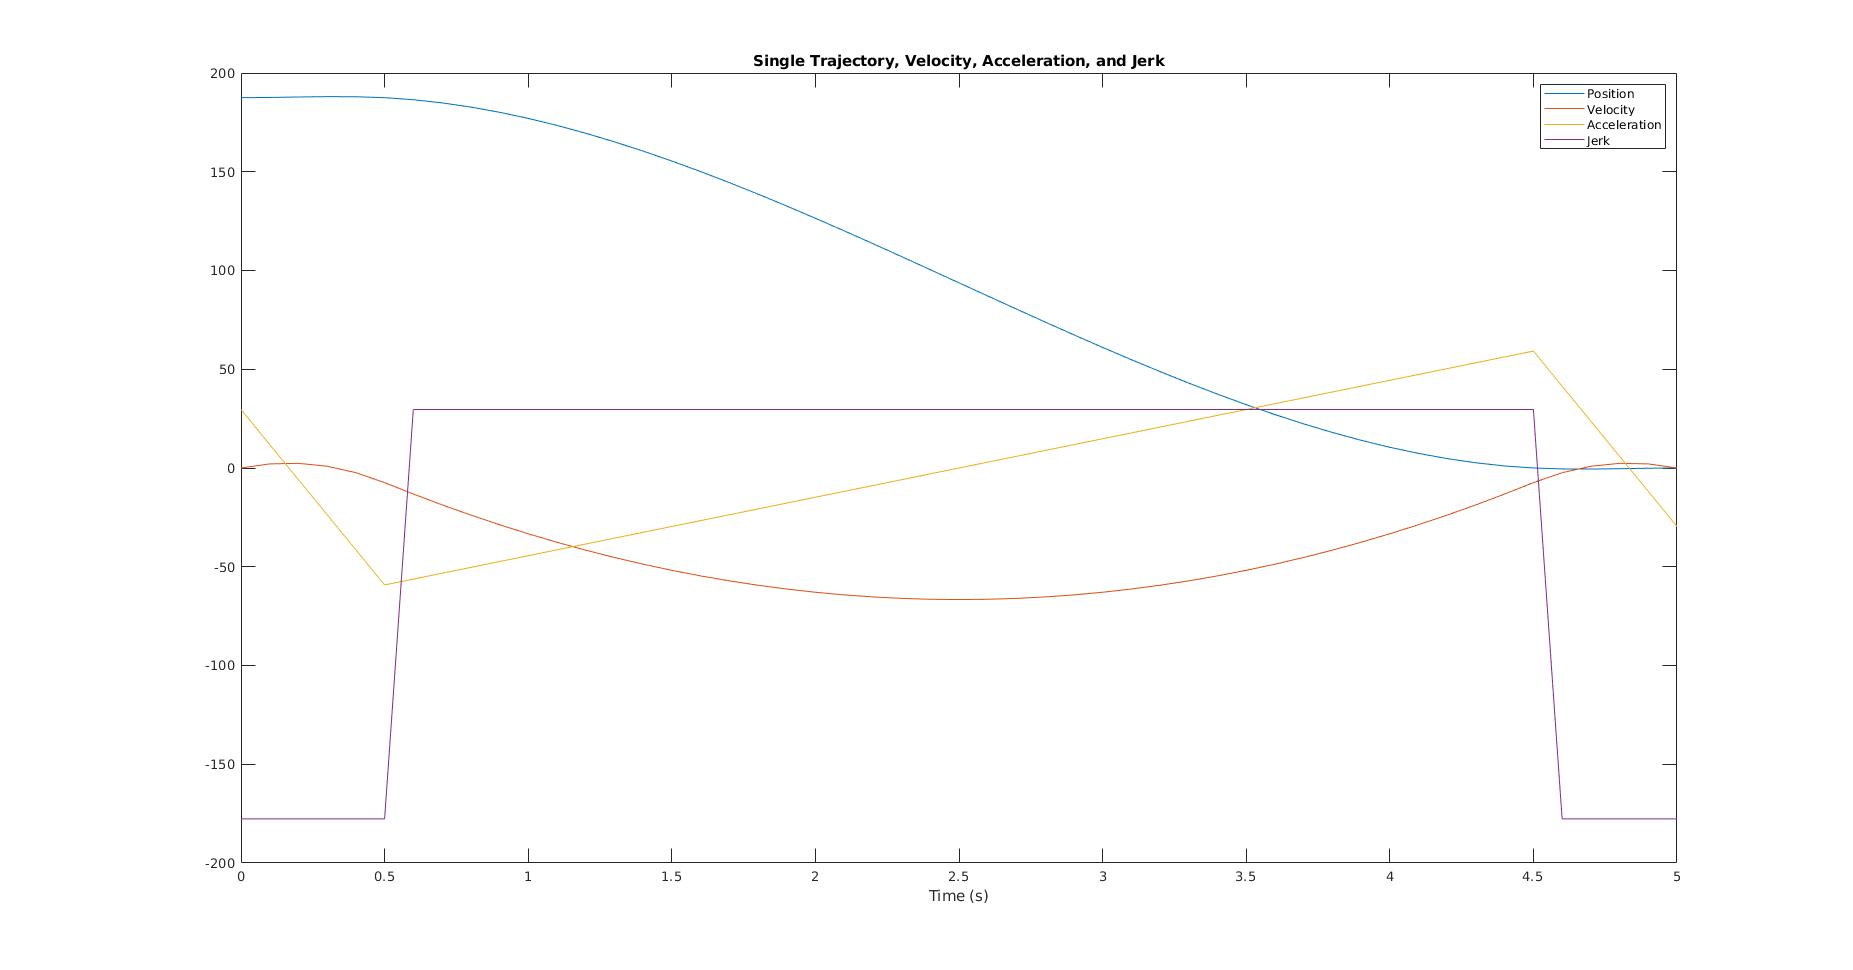 Single Trajectory, Velocity, Acceleration, and Jerk
200
150
100
50
0
-50
-100
-150
-200
Position
Velocity
Acceleration
Jerk
0 0.5 1 1.5 2 2.5 3 3.5 4 4.5 5
Time (s)